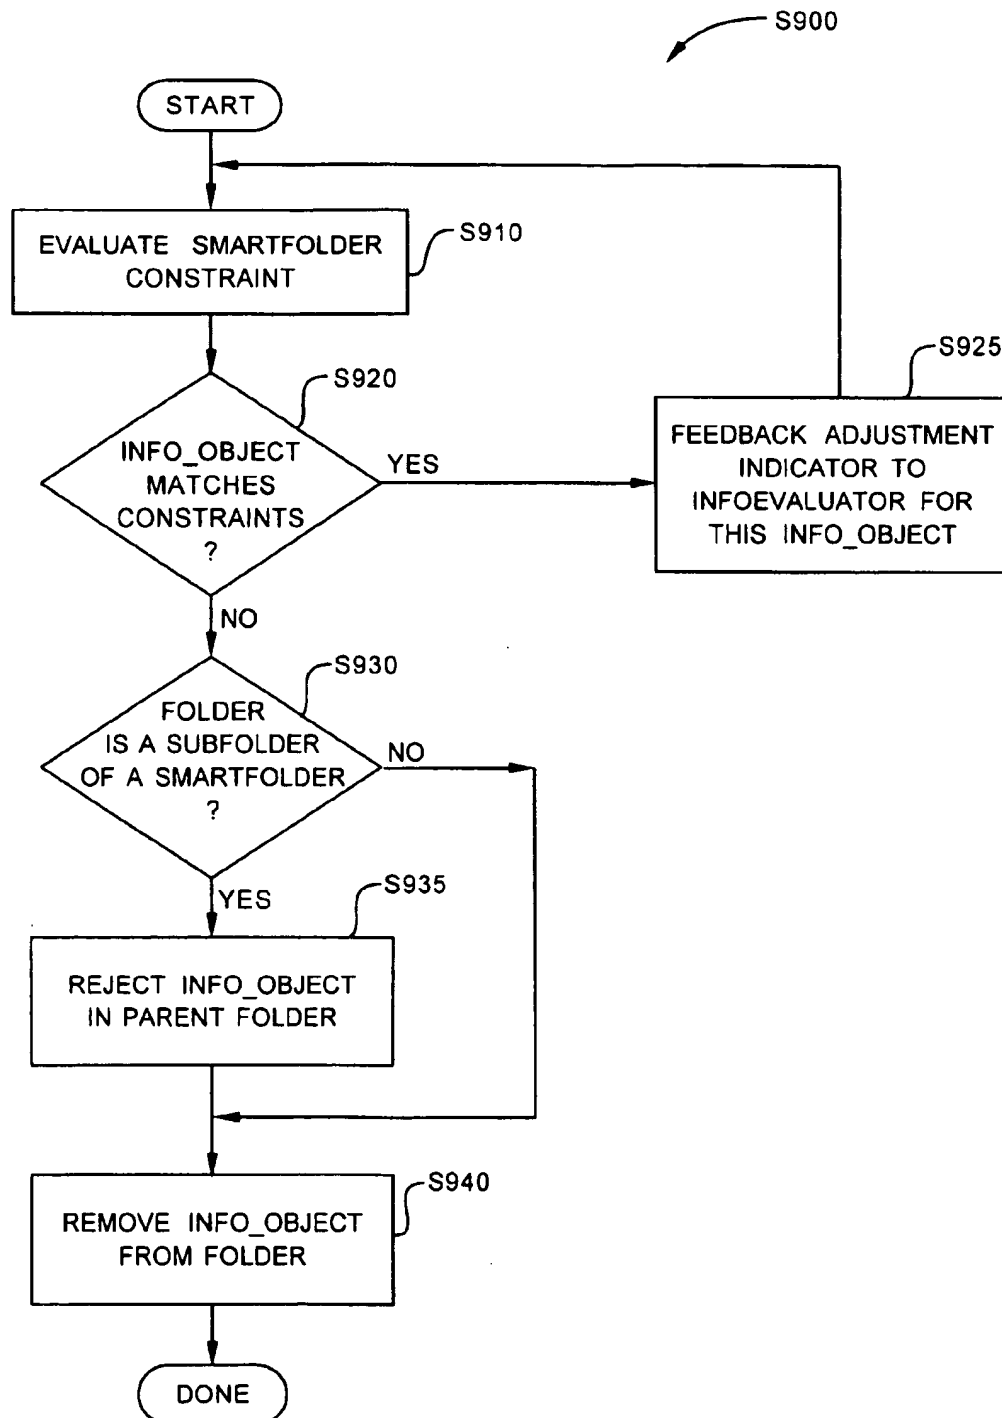 S900
START
EVALUATE SMARTFOLDER
CONSTRAINT
S910
S920
INFO_OBJECT
MATCHES
CONSTRAINTS
?
YES
S925
FEEDBACK ADJUSTMENT
INDICATOR TO
INFOEVALUATOR FOR
THIS INFO_OBJECT
NO
S930
FOLDER
IS A SUBFOLDER
OF A SMARTFOLDER
?
NO
YES
S935
REJECT INFO_OBJECT
IN PARENT FOLDER
S940
REMOVE INFO_OBJECT
FROM FOLDER
DONE